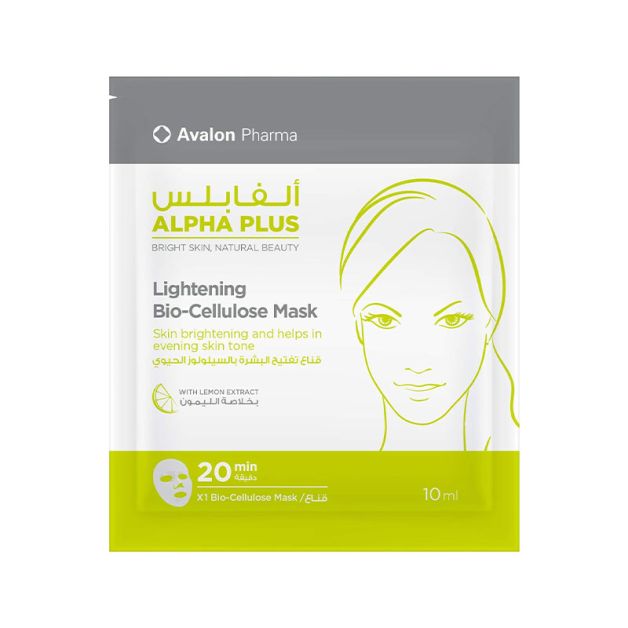 Avalon Pharma
ألفابلس
ALPHA PLUS
BRIGHT SKIN, NATURAL BEAUTY
Lightening
Bio-Cellulose Mask
Skin brightening and helps in
evening skin tone
قناع تفتيح البشرة بالسيلولوز الحيوي
WITH LEMON EXTRACT
بخلاصة الليمون
20 min
دقيقة
X1 Bio-Cellulose Mask / قناع
10 ml